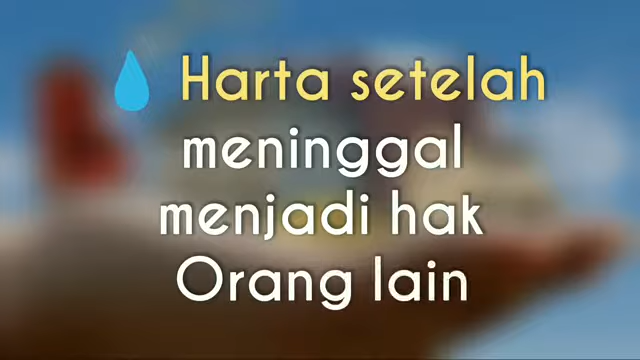 💧 Harta setelah
meninggal
menjadi hak
Orang lain